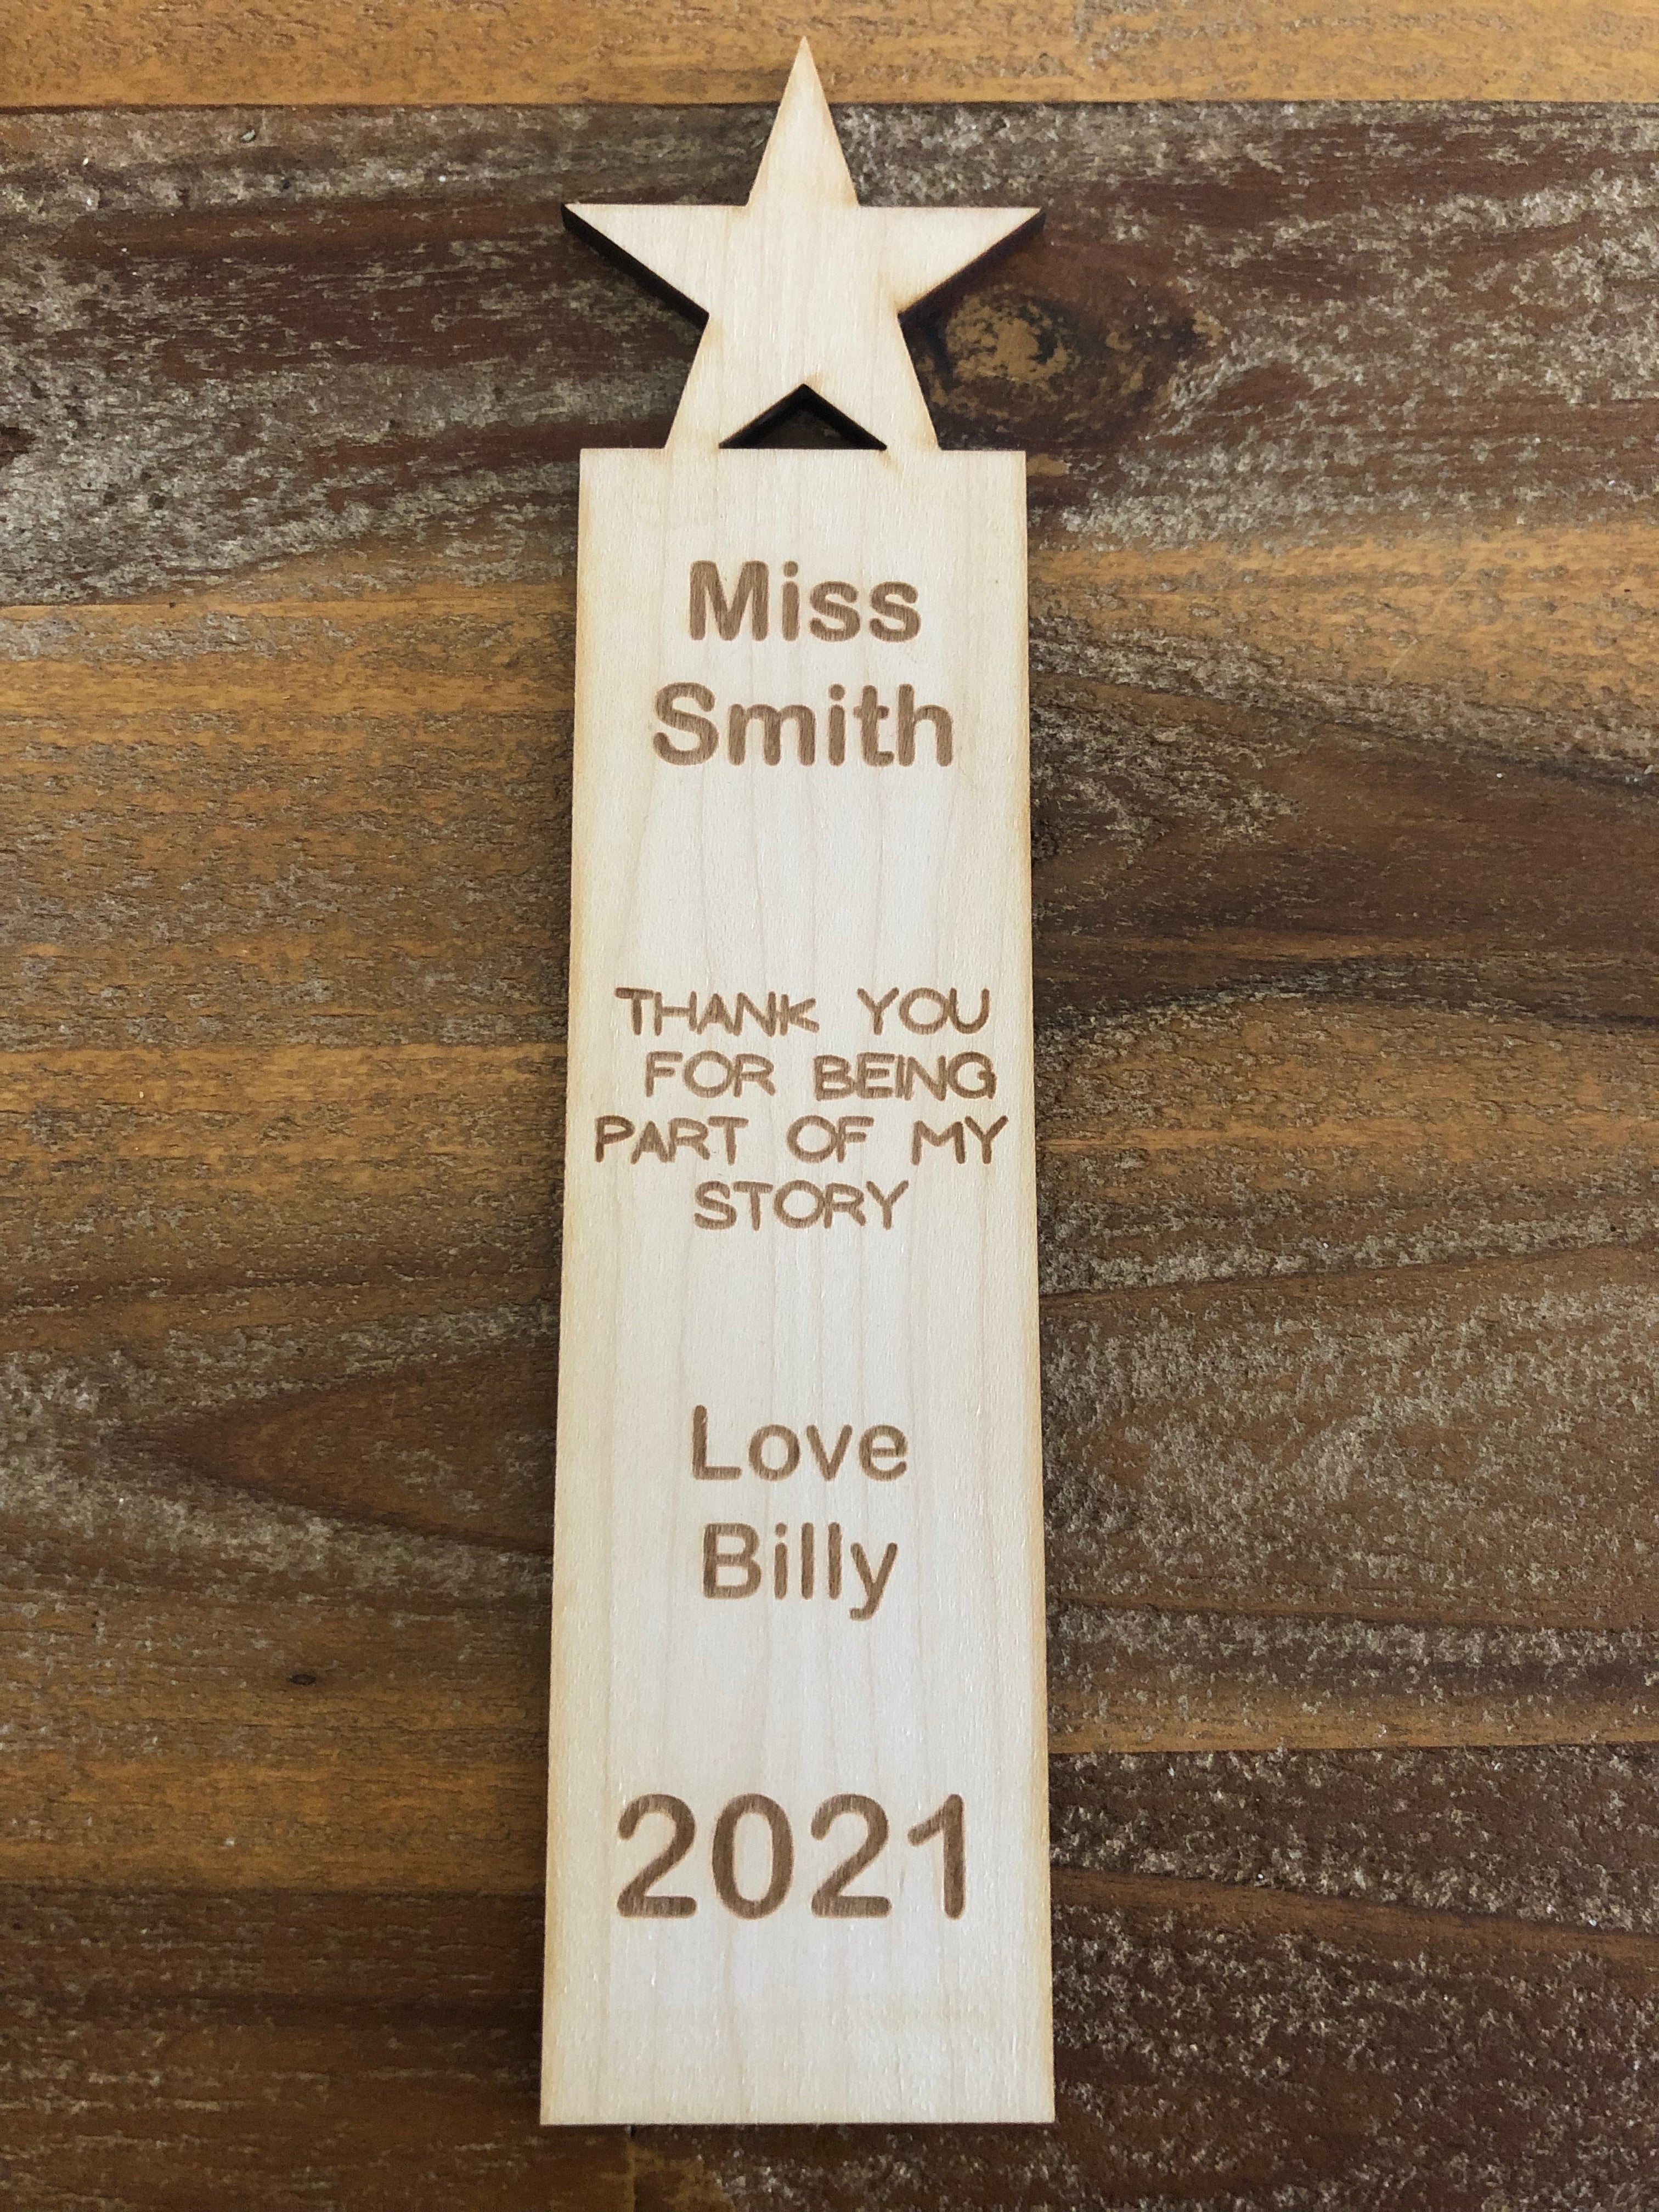 Miss
Smith
THANK YOU
FOR BEING
PART OF MY
STORY
Love
Billy
2021